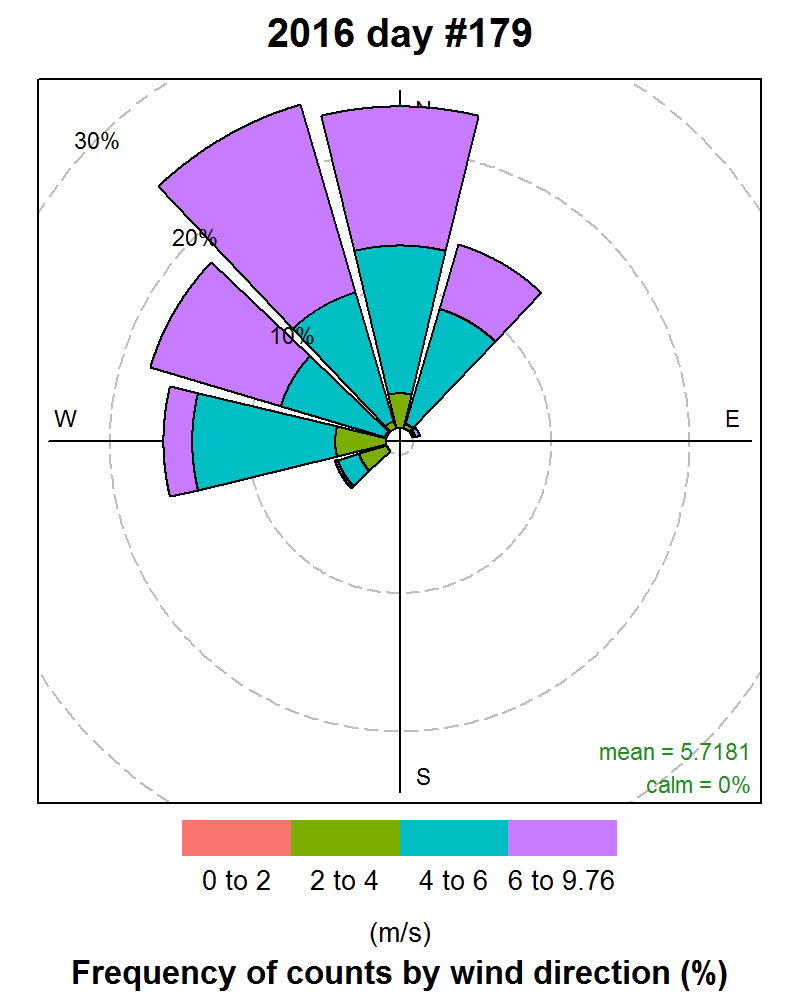 2016 day #179
N
30%
20%
10%
W
E
S
mean = 5.7181
calm = 0%
0 to 2 2 to 4 4 to 6 6 to 9.76
(m/s)
Frequency of counts by wind direction (%)